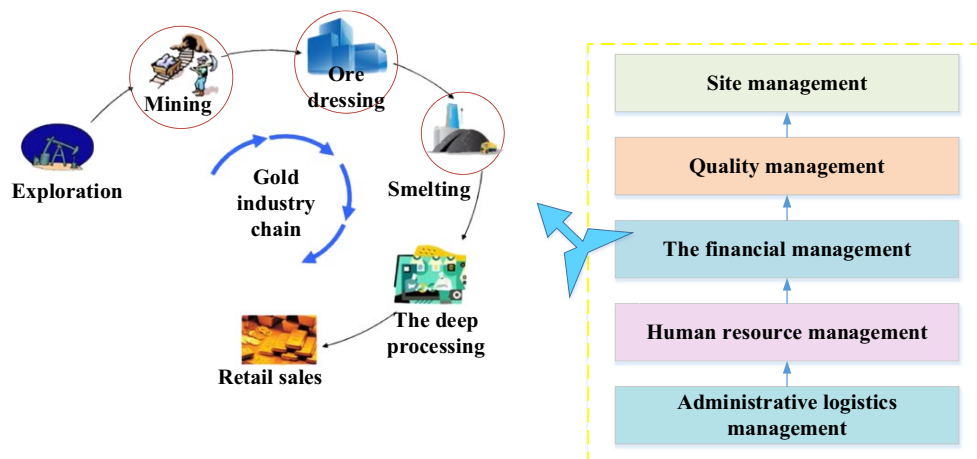 Exploration
Mining
Ore
dressing
Smelting
The deep
processing
Retail sales
Gold
industry
chain
Site management
Quality management
The financial management
Human resource management
Administrative logistics
management